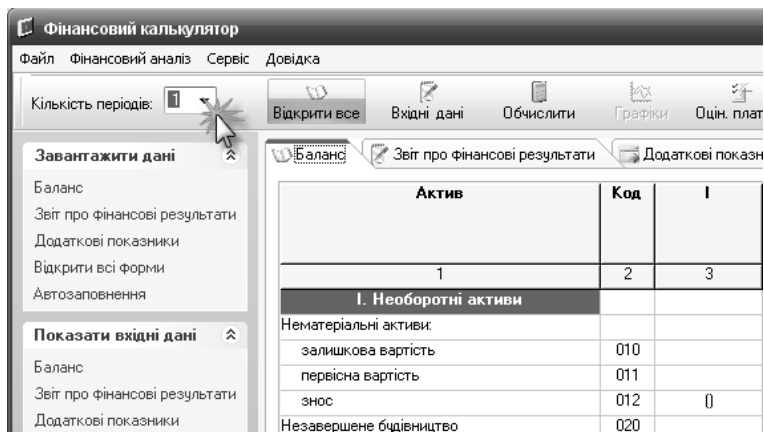 Фінансовий калькулятор
Файл Фінансовий аналіз Сервіс Довідка
Кількість періодів: 1
Відкрити все Вхідні дані Обчислити Графіки Оцін. плат
Завантажити дані
Баланс
Звіт про фінансові результати
Додаткові показники
Відкрити всі форми
Автозаповнення
Показати вхідні дані
Баланс
Звіт про фінансові результати
Додаткові показники
Баланс Звіт про фінансові результати Додаткові показн
Актив Код I
1 2 3
I. Необоротні активи
Нематеріальні активи:
залишкова вартість 010
первісна вартість 011
знос 012 ()
Незавершене будівництво 020